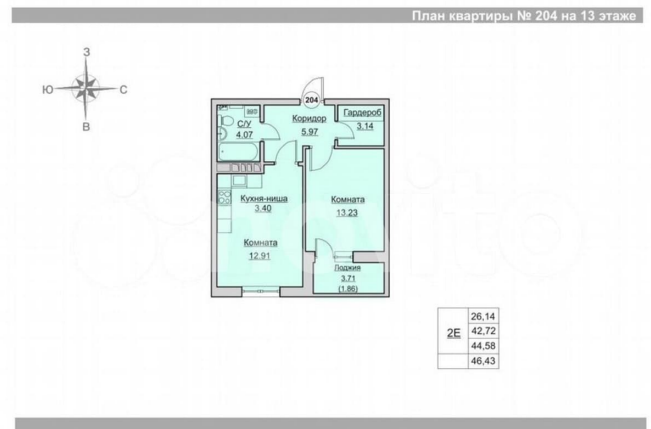 План квартиры № 204 на 13 этаже
З
Ю
С
В
204
Гардероб
3.14
С/У
4.07
Коридор
5.97
Кухня-ниша
3.40
Комната
13.23
Комната
12.91
Лоджия
3.71
(1.86)
2Е
26,14
42,72
44,58
46,43
Avito